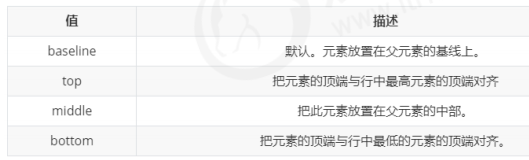 值 描述
baseline 默认。元素放置在父元素的基线上。
top 把元素的顶端与行中最高元素的顶端对齐
middle 把此元素放置在父元素的中部。
bottom 把元素的顶端与行中最低的元素的顶端对齐。